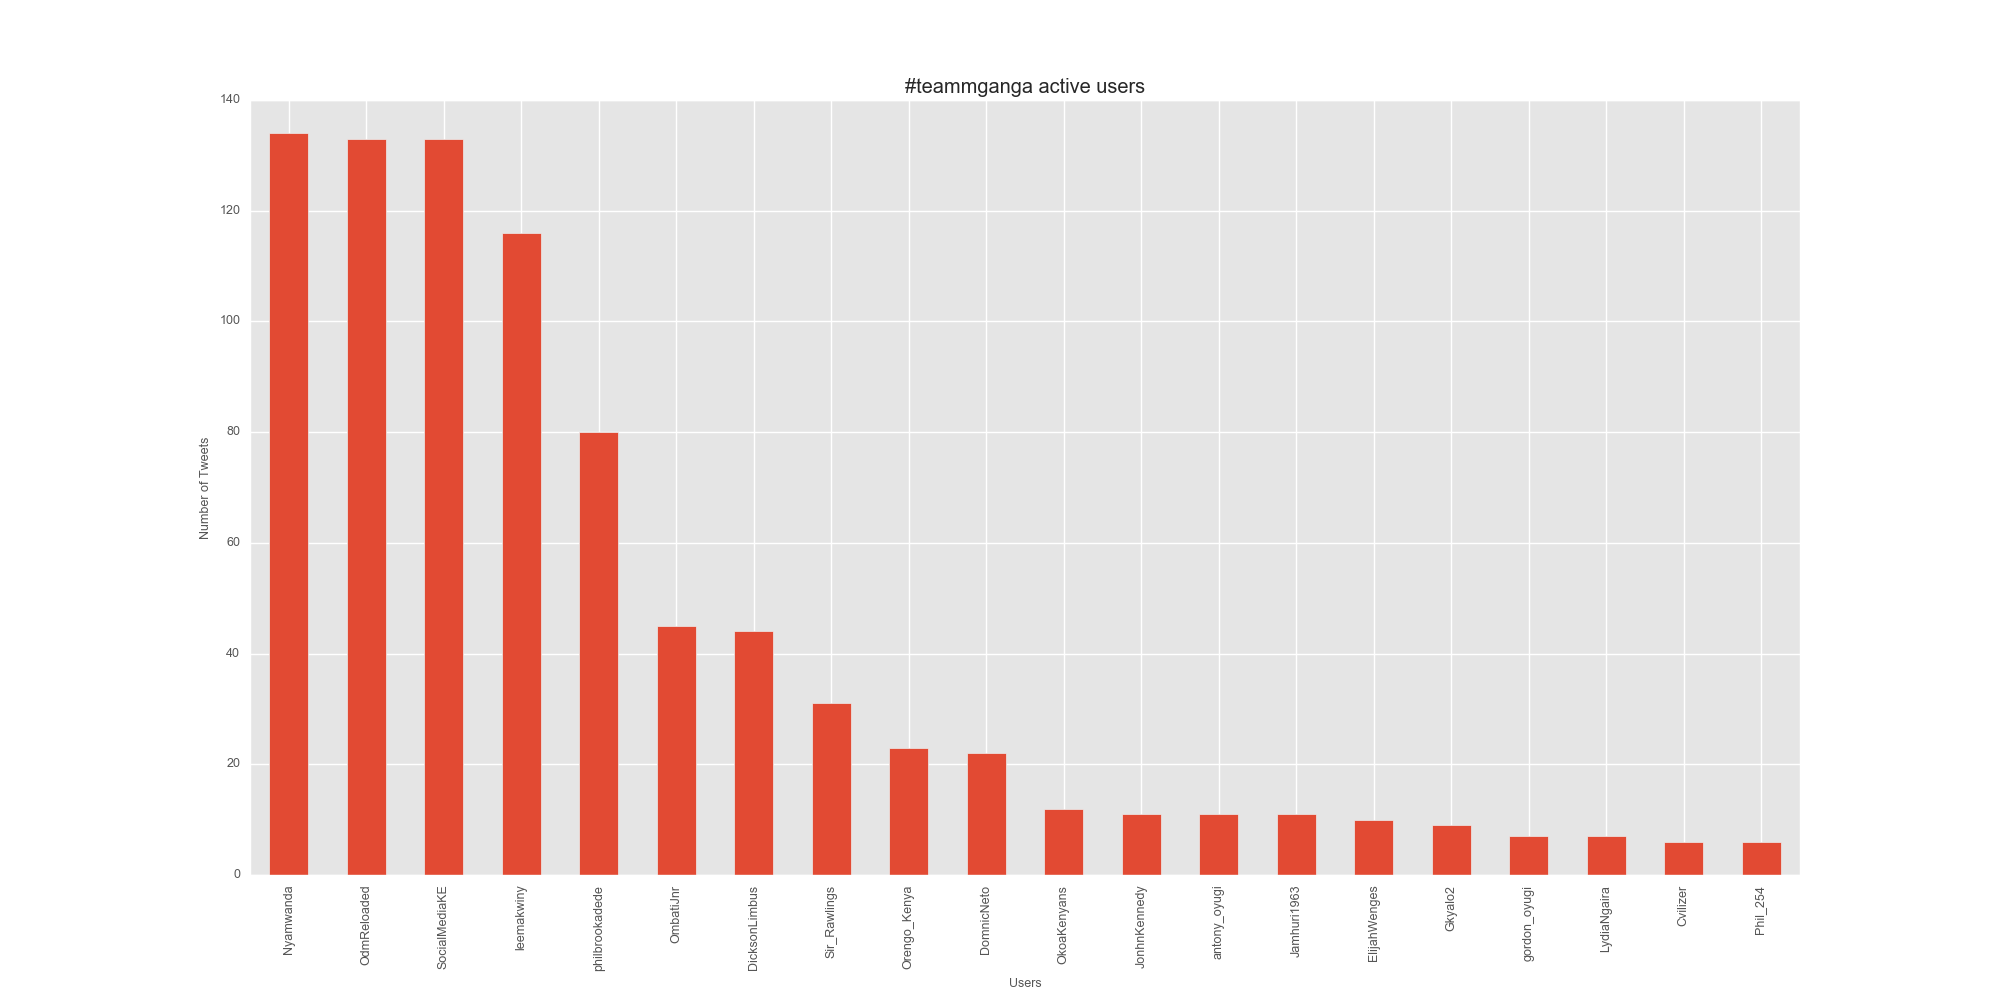 #teammganga active users
140
120
100
80
60
40
20
0
Number of Tweets
Nyamwanda
OdmReloaded
SocialMediaKE
leemakwiny
philbrookadede
OmbatiJnr
DicksonLimbus
Sir_Rawlings
Orengo_Kenya
DomnicNeto
OkoaKenyans
JonhnKennedy
antony_oyugi
Jamhuri1963
ElijahWenges
Gkyalo2
gordon_oyugi
LydiaNgaira
Cvilizer
Phil_254
Users